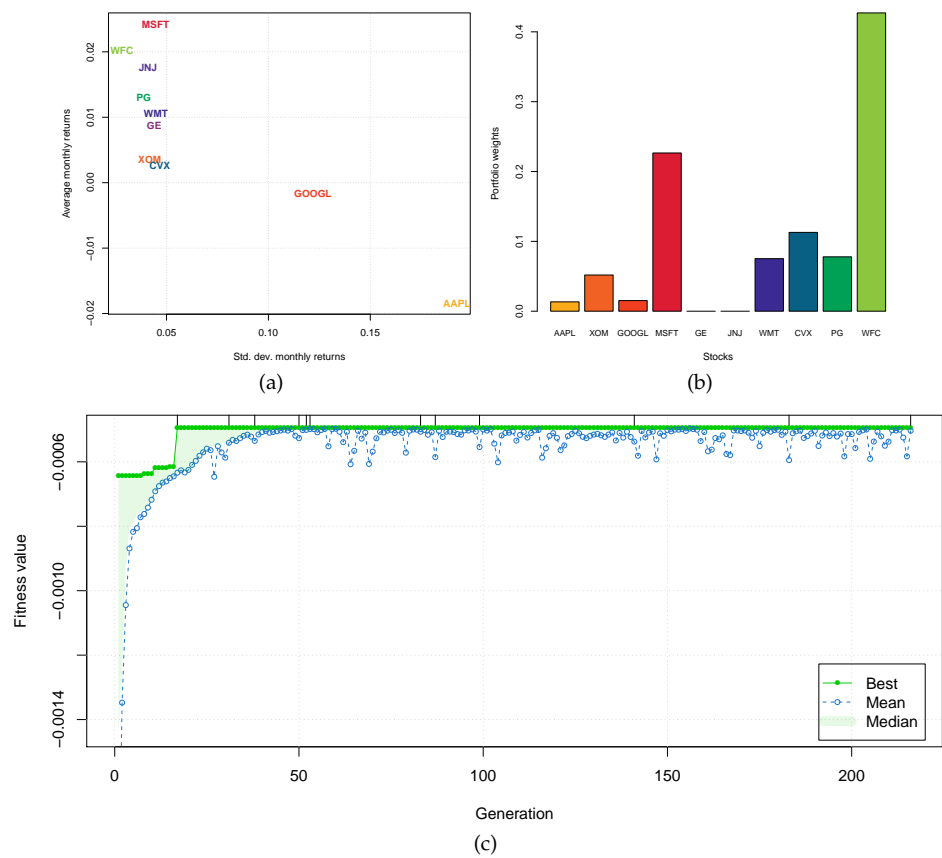 MSFT
WFC
JNJ
PG
WMT
GE
XOM
CVX
GOOGL
AAPL
0.02
0.01
0.00
−0.01
−0.02
Average monthly returns
0.05 0.10 0.15
Std. dev. monthly returns
(a)
0.4
0.3
0.2
0.1
0.0
Portfolio weights
AAPL XOM GOOGL MSFT GE JNJ WMT CVX PG WFC
Stocks
(b)
−0.0006
−0.0010
−0.0014
Fitness value
Best
Mean
Median
0 50 100 150 200
Generation
(c)